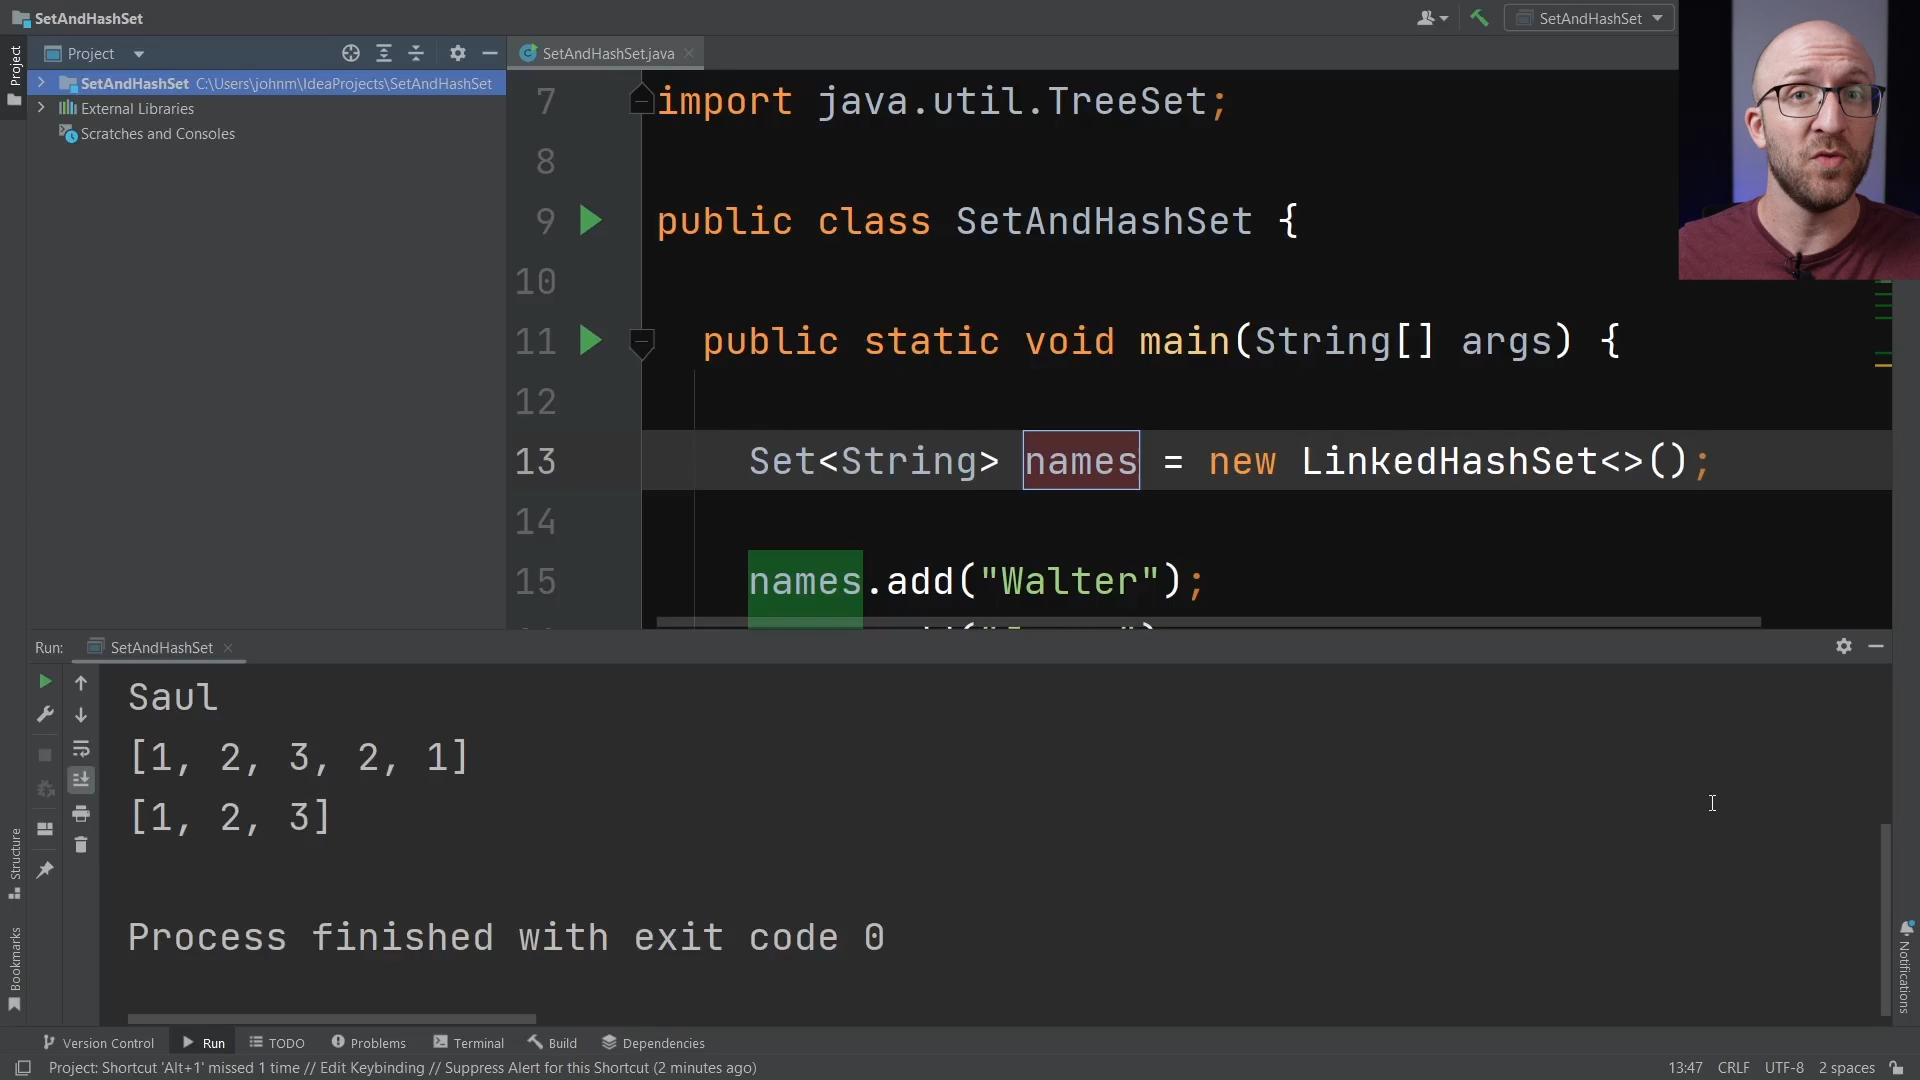 SetAndHashSet
SetAndHashSet
Project
Project
SetAndHashSet.java
SetAndHashSet C:\Users\johnm\IdeaProjects\SetAndHashSet
External Libraries
Scratches and Consoles
7 import java.util.TreeSet;
8
9 public class SetAndHashSet {
10
11 public static void main(String[] args) {
12
13 Set<String> names = new LinkedHashSet<>();
14
15 names.add("Walter");
Run: SetAndHashSet
Saul
[1, 2, 3, 2, 1]
[1, 2, 3]
Process finished with exit code 0
Structure
Bookmarks
Notifications
Version Control Run TODO Problems Terminal Build Dependencies
Project: Shortcut 'Alt+1' missed 1 time // Edit Keybinding // Suppress Alert for this Shortcut (2 minutes ago) 13:47 CRLF UTF-8 2 spaces